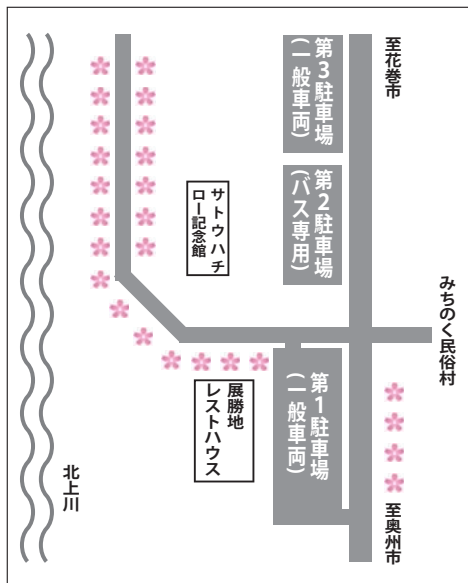 至花巻市
第3駐車場
(一般車両)
第2駐車場
(バス専用)
サトウハチ
ロー記念館
みちのく民俗村
第1駐車場
(一般車両)
展勝地
レストハウス
北上川
至奥州市